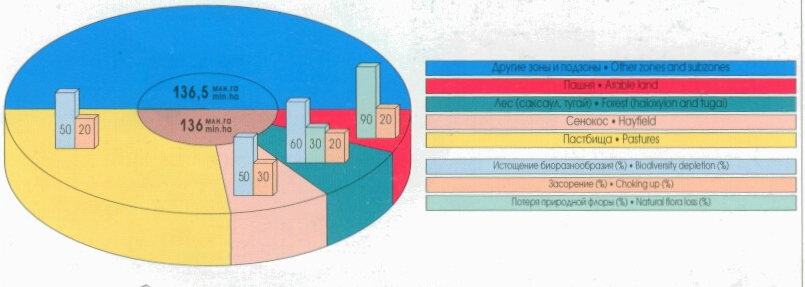 136,5 млн.га
mln.ha
136 млн.га
mln.ha
50 20
50 30
60 30 20
90 20
Другие зоны и подзоны • Other zones and subzones
Пашня • Arable land
Лес (саксаул, тугай) • Forest (haloxylon and tugai)
Сенокос • Hayfield
Пастбища • Pastures
Истощение биоразнообразия (%) • Biodiversity depletion (%)
Засорение (%) • Choking up (%)
Потеря природной флоры (%) • Natural flora loss (%)